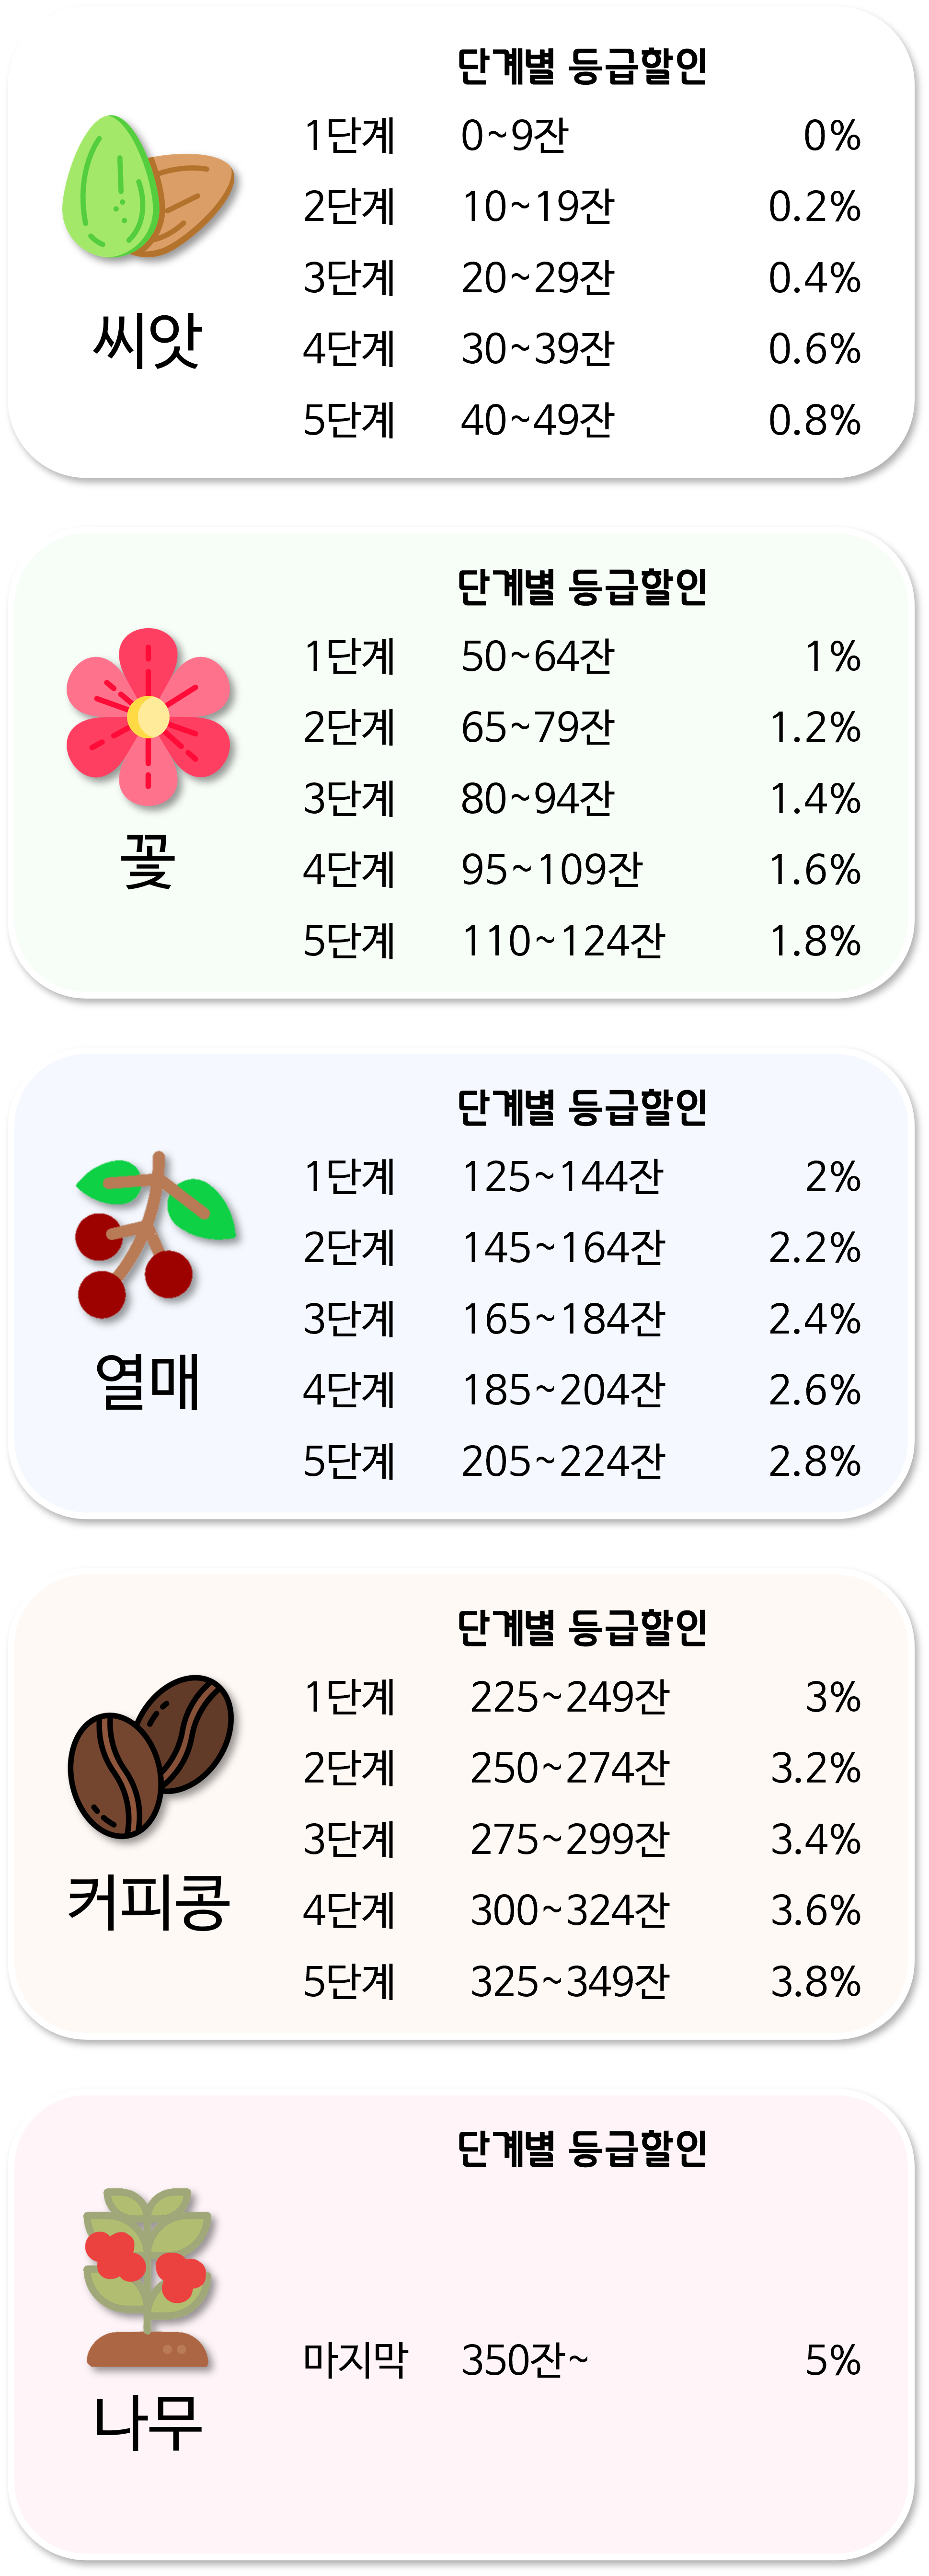 단계별 등급할인
1단계 0~9잔 0%
2단계 10~19잔 0.2%
3단계 20~29잔 0.4%
4단계 30~39잔 0.6%
5단계 40~49잔 0.8%
씨앗
단계별 등급할인
1단계 50~64잔 1%
2단계 65~79잔 1.2%
3단계 80~94잔 1.4%
4단계 95~109잔 1.6%
5단계 110~124잔 1.8%
꽃
단계별 등급할인
1단계 125~144잔 2%
2단계 145~164잔 2.2%
3단계 165~184잔 2.4%
4단계 185~204잔 2.6%
5단계 205~224잔 2.8%
열매
단계별 등급할인
1단계 225~249잔 3%
2단계 250~274잔 3.2%
3단계 275~299잔 3.4%
4단계 300~324잔 3.6%
5단계 325~349잔 3.8%
커피콩
단계별 등급할인
마지막 350잔~ 5%
나무